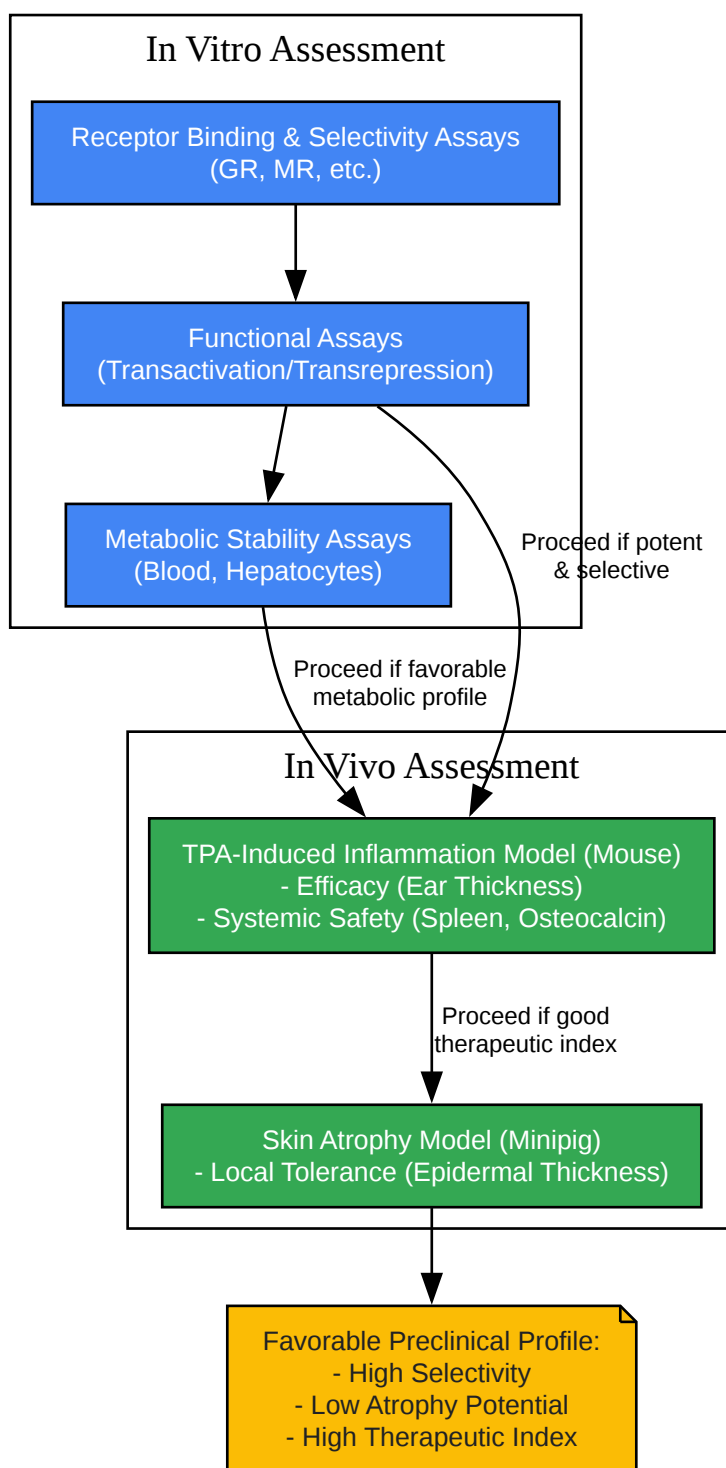 In Vitro Assessment
Receptor Binding & Selectivity Assays
(GR, MR, etc.)
Functional Assays
(Transactivation/Transrepression)
Metabolic Stability Assays
(Blood, Hepatocytes)
Proceed if potent
& selective
Proceed if favorable
metabolic profile
In Vivo Assessment
TPA-Induced Inflammation Model (Mouse)
- Efficacy (Ear Thickness)
- Systemic Safety (Spleen, Osteocalcin)
Proceed if good
therapeutic index
Skin Atrophy Model (Minipig)
- Local Tolerance (Epidermal Thickness)
Favorable Preclinical Profile:
- High Selectivity
- Low Atrophy Potential
- High Therapeutic Index